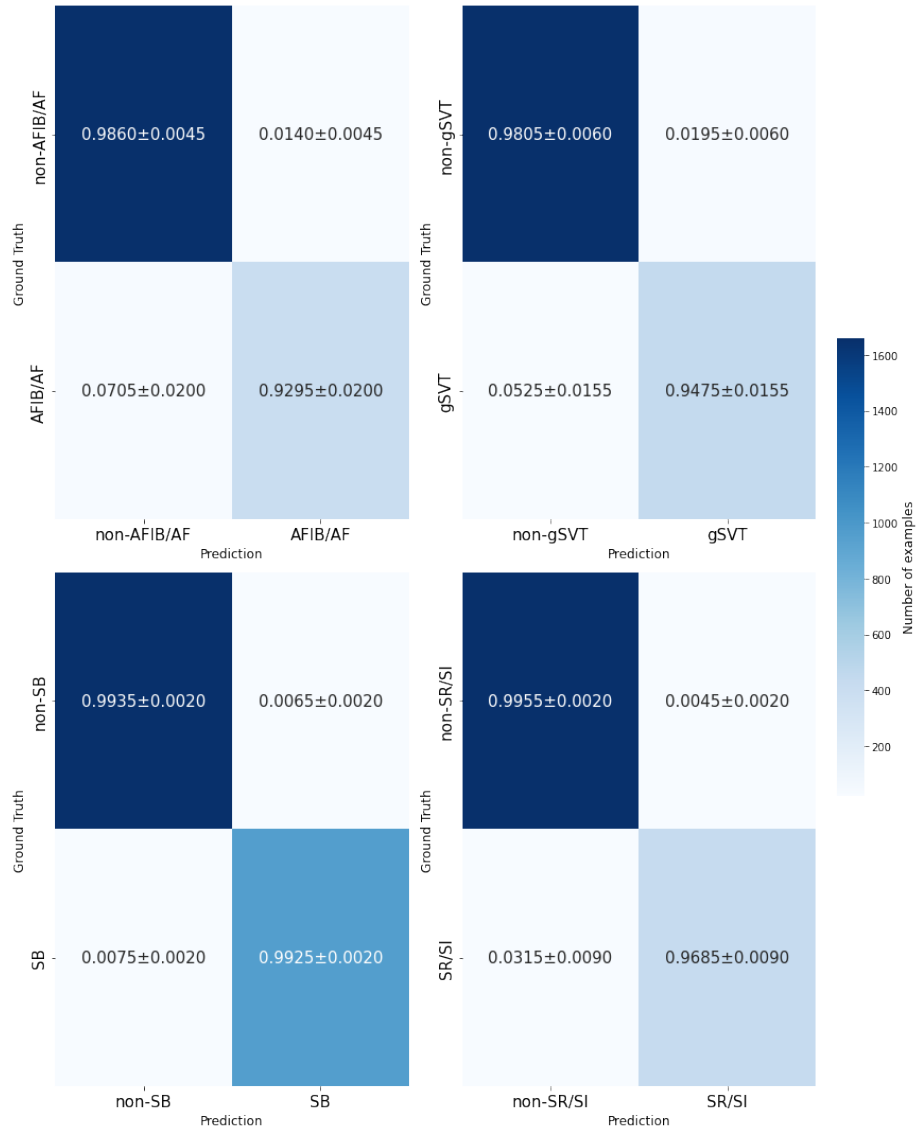 non-AFIB/AF
Ground Truth
AFIB/AF
0.9860±0.0045
0.0140±0.0045
0.0705±0.0200
0.9295±0.0200
non-AFIB/AF
AFIB/AF
Prediction
non-gSVT
Ground Truth
gSVT
0.9805±0.0060
0.0195±0.0060
0.0525±0.0155
0.9475±0.0155
non-gSVT
gSVT
Prediction
non-SB
Ground Truth
SB
0.9935±0.0020
0.0065±0.0020
0.0075±0.0020
0.9925±0.0020
non-SB
SB
Prediction
non-SR/SI
Ground Truth
SR/SI
0.9955±0.0020
0.0045±0.0020
0.0315±0.0090
0.9685±0.0090
non-SR/SI
SR/SI
Prediction
1600
1400
1200
1000
800
600
400
200
Number of examples